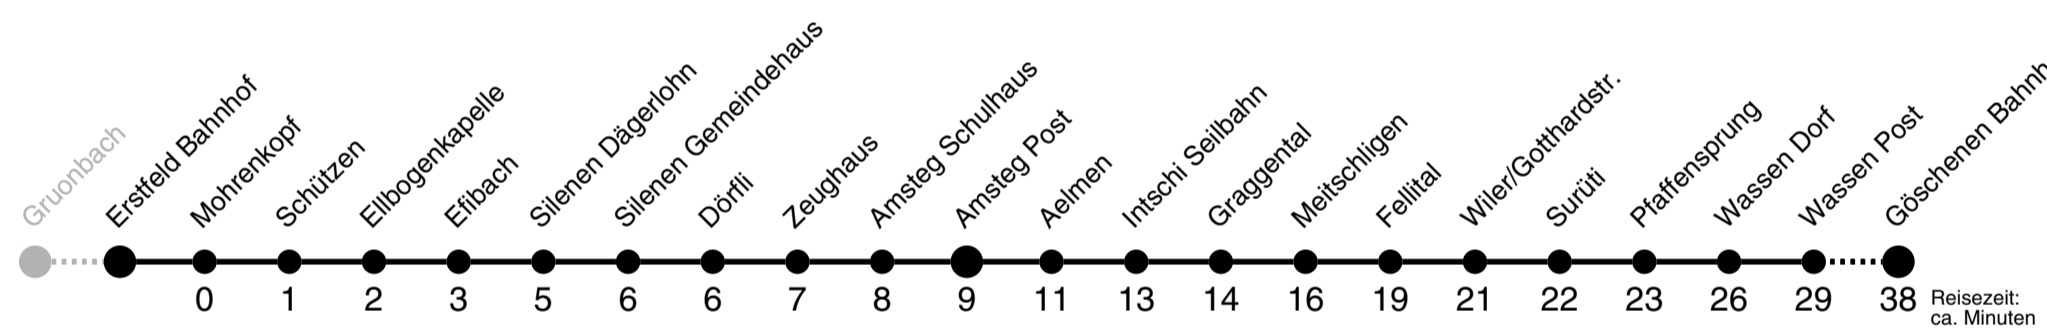 Gruonbach
Erstfeld Bahnhof
Mohrenkopf
Schützen
Ellbogenkapelle
Efibach
Silenen Dägerlohn
Silenen Gemeindehaus
Dörfli
Zeughaus
Amsteg Schulhaus
Amsteg Post
Aelmen
Intschi Seilbahn
Graggental
Meitschligen
Fellital
Wiler/Gotthardstr.
Surüti
Pfaffensprung
Wassen Dorf
Wassen Post
Göschenen Bahnh
0 1 2 3 5 6 6 7 8 9 11 13 14 16 19 21 22 23 26 29 38
Reisezeit:
ca. Minuten